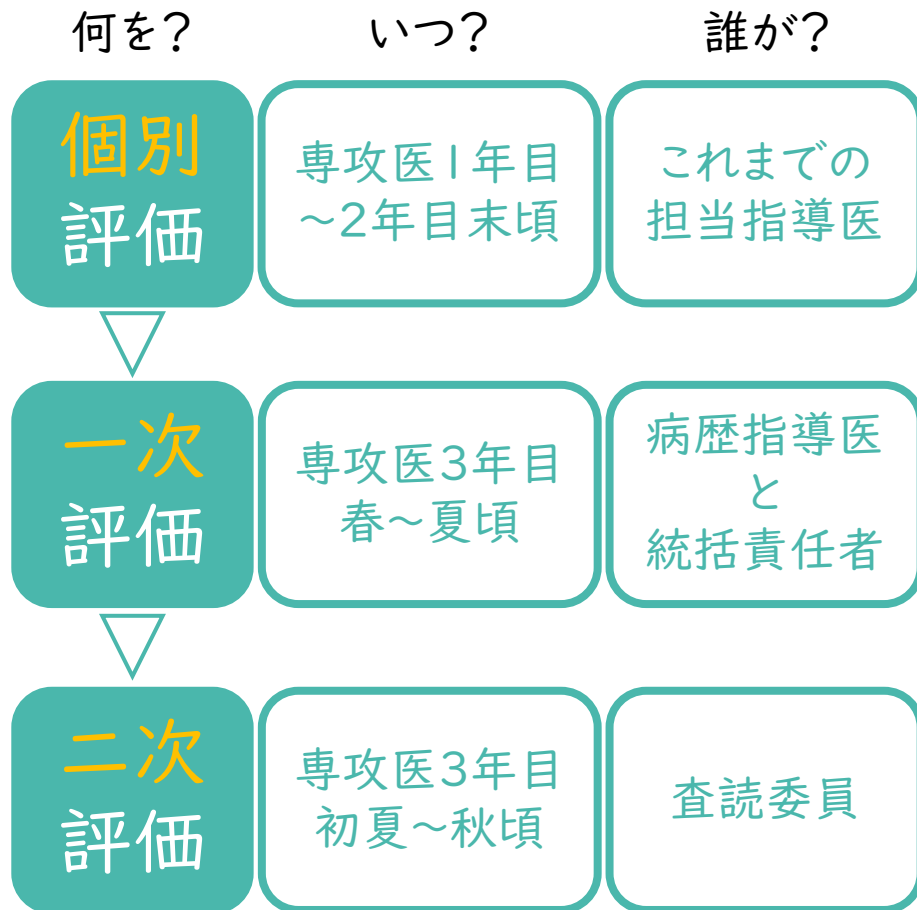 何を？ いつ？ 誰が？
個別
評価
専攻医1年目
～2年目末頃
これまでの
担当指導医
一次
評価
専攻医3年目
春～夏頃
病歴指導医
と
統括責任者
二次
評価
専攻医3年目
初夏～秋頃
査読委員